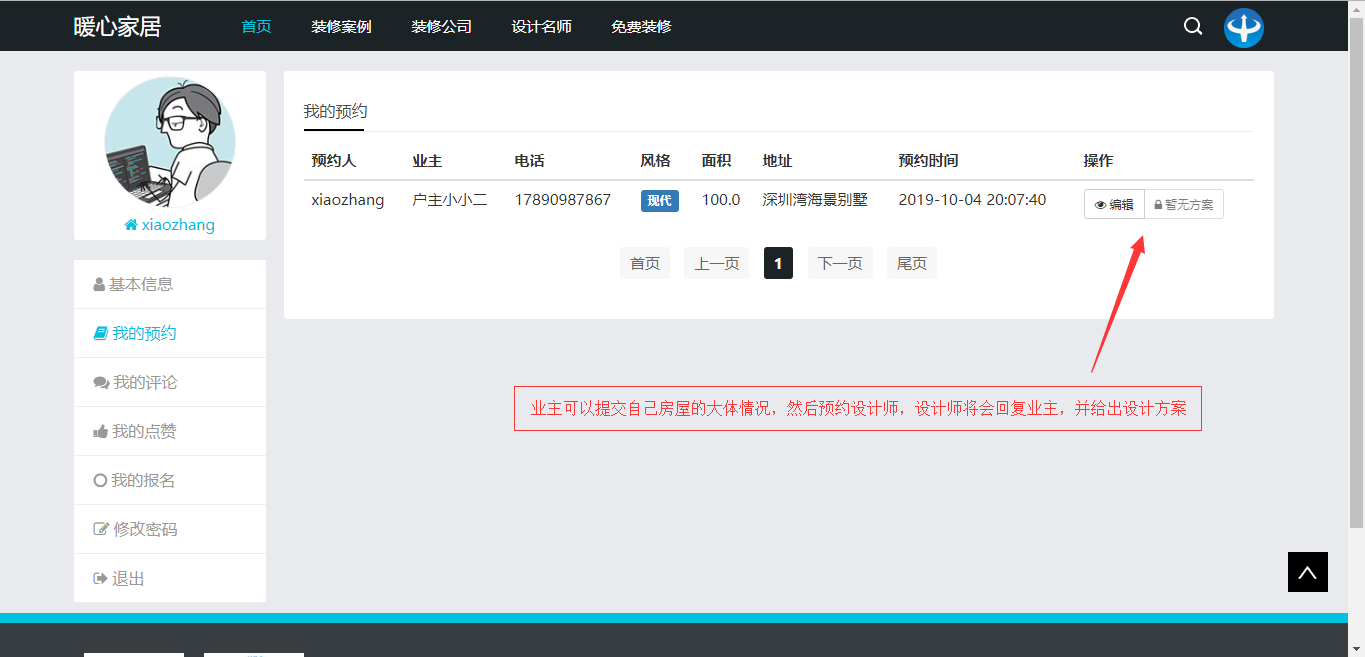 暖心家居 首页 装修案例 装修公司 设计名师 免费装修
xiaozhang
基本信息
我的预约
我的评论
我的点赞
我的报名
修改密码
退出
我的预约
预约人 业主 电话 风格 面积 地址 预约时间 操作
xiaozhang 户主小小二 17890987867 现代 100.0 深圳湾海景别墅 2019-10-04 20:07:40 编辑 暂无方案
首页 上一页 1 下一页 尾页
业主可以提交自己房屋的大体情况，然后预约设计师，设计师将会回复业主，并给出设计方案